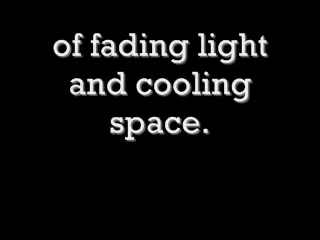 of fading light
and cooling
space.